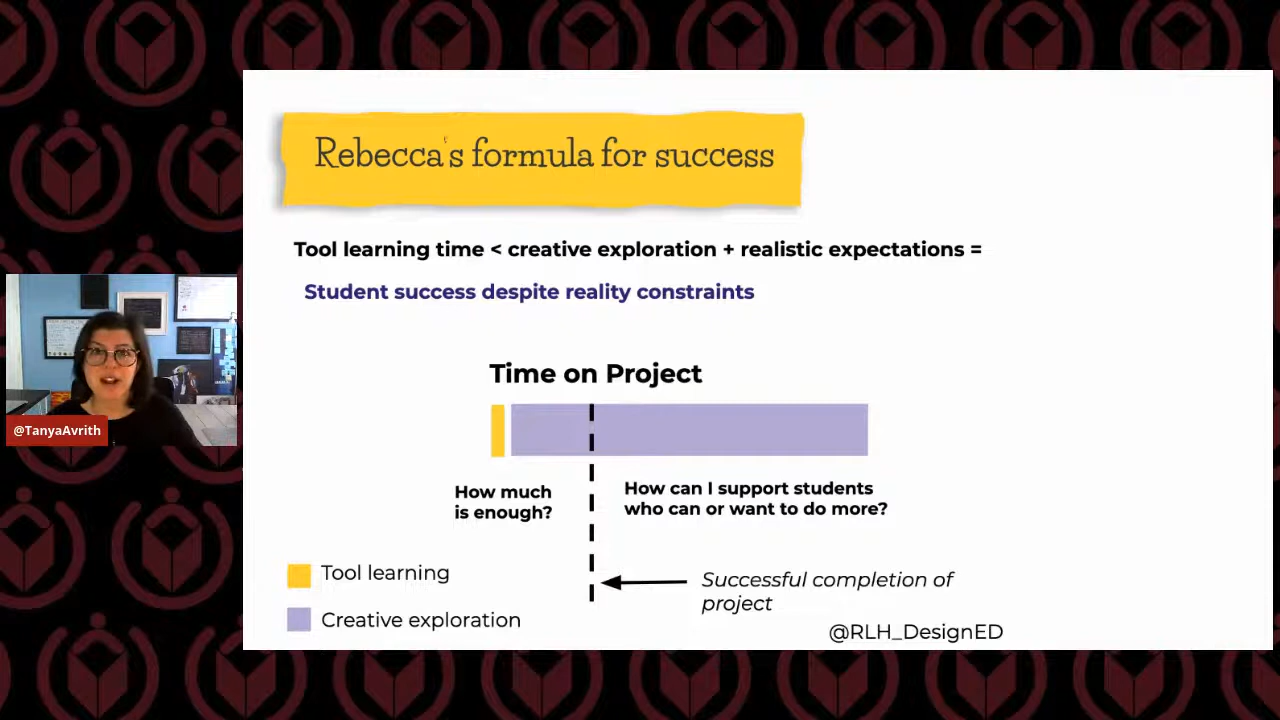 Rebecca's formula for success
Tool learning time < creative exploration + realistic expectations =
Student success despite reality constraints
Time on Project
@TanyaAvrith
How much
is enough?
How can I support students
who can or want to do more?
Tool learning
Creative exploration
Successful completion of
project
@RLH_DesignED